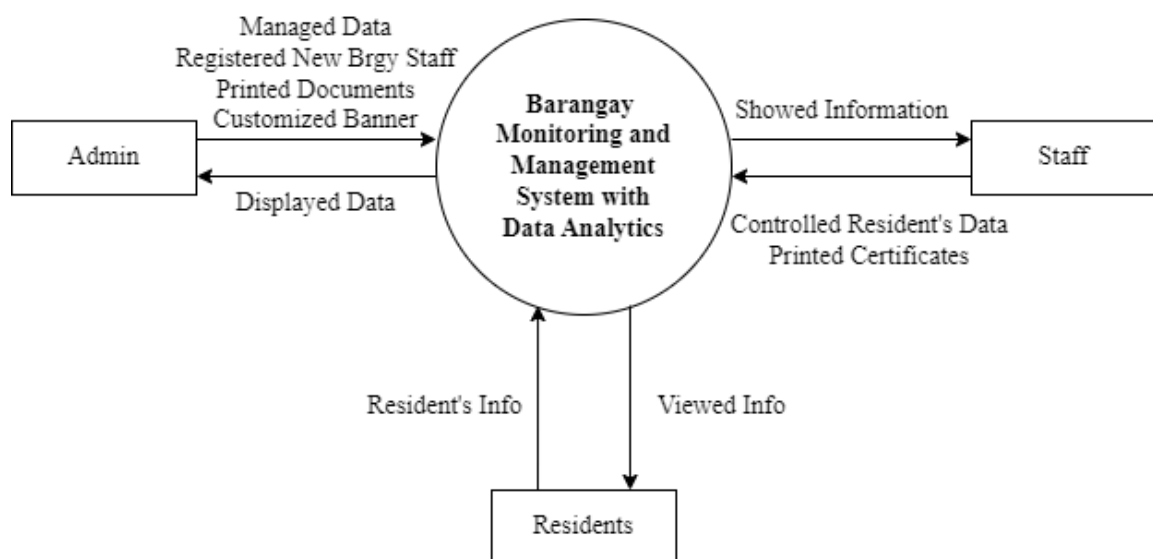 Managed Data
Registered New Brgy Staff
Printed Documents
Customized Banner
Admin
Displayed Data
Barangay
Monitoring and
Management
System with
Data Analytics
Showed Information
Staff
Controlled Resident's Data
Printed Certificates
Resident's Info
Viewed Info
Residents